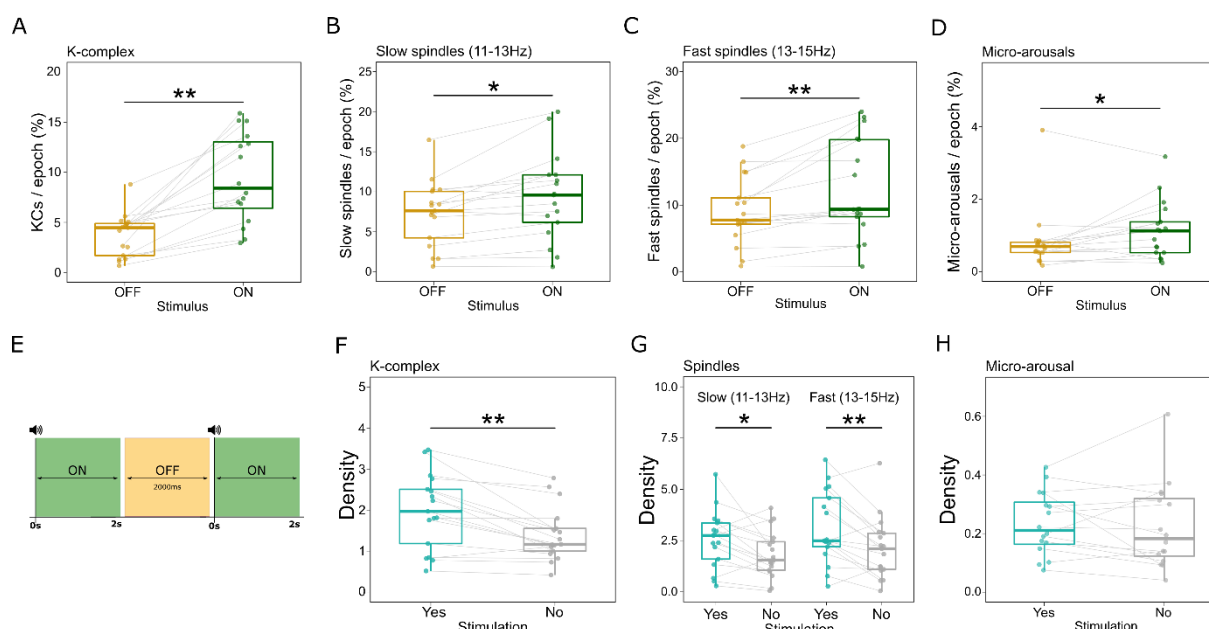 A
K-complex
**
20
15
10
5
0
KCs / epoch (%)
OFF
ON
Stimulus
B
Slow spindles (11-13Hz)
*
25
20
15
10
5
0
Slow spindles / epoch (%)
OFF
ON
Stimulus
C
Fast spindles (13-15Hz)
**
30
20
10
0
Fast spindles / epoch (%)
OFF
ON
Stimulus
D
Micro-arousals
*
4
2
0
Micro-arousals / epoch (%)
OFF
ON
Stimulus
E
ON
OFF
ON
2000ms
0s
2s
0s
2s
F
K-complex
**
5
4
3
2
1
0
Density
Yes
No
Stimulation
G
Spindles
Slow (11-13Hz)
Fast (13-15Hz)
*
**
10.0
7.5
5.0
2.5
0.0
Density
Yes
No
Yes
No
Stimulation
H
Micro-arousal
0.6
0.4
0.2
0.0
Density
Yes
No
Stimulation